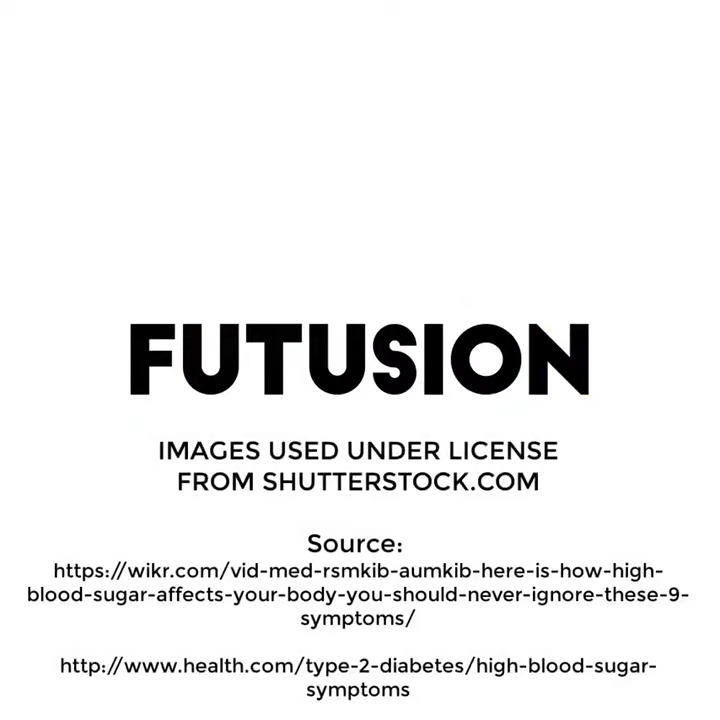 FUTUSION
IMAGES USED UNDER LICENSE
FROM SHUTTERSTOCK.COM
Source:
https://wikr.com/vid-med-rsmkib-aumkib-here-is-how-high-
blood-sugar-affects-your-body-you-should-never-ignore-these-9-
symptoms/
http://www.health.com/type-2-diabetes/high-blood-sugar-
symptoms